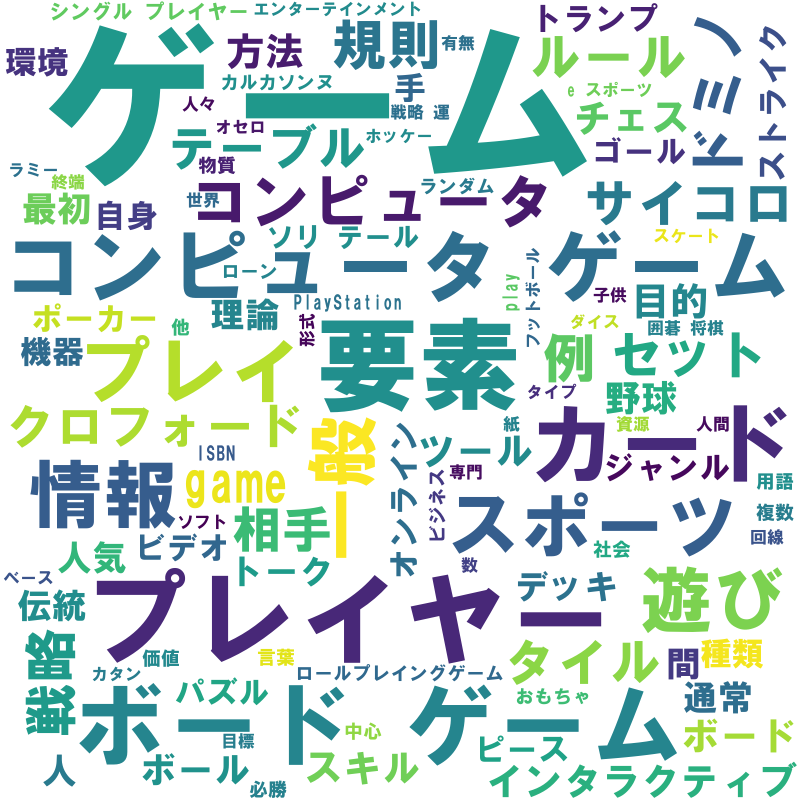 シングル プレイヤー
エンターテインメント
トランプ
環境
方法
規則
有無
ルール
ドミノ
ストライク
ゲーム
カルカソンヌ
手
e スポーツ
人々
戦略 運
チェス
オセロ
テーブル
ホッケー
ゴール
ラミー
物質
終端
世界
コンピュータ
ランダム
サイコロ
最初
自身
ソリ テール
スケート
コンピュータ ゲーム
ローン
PlayStation
play
フットボール
子供
目的
ポーカー
他
理論
形式
ダイス
囲碁 将棋
機器
プレイ
要素
例
セット
タイプ
野球
クロフォード
一般
オンライン
紙
資源
人間
カード
ISBN
ツール
ジャンル
情報
game
専門
用語
ソフト
相手
ビジネス
スポーツ
複数
回線
人気
ビデオ
社会
ベース
トーク
数
デッキ
伝統
プレイヤー
遊び
戦略
カタン
価値
言葉
ロールプレイングゲーム
タイル
間
種類
パズル
おもちゃ
通常
ボード ゲーム
目標
中心
ピース
ボード
人
ボール
必勝
スキル
インタラクティブ